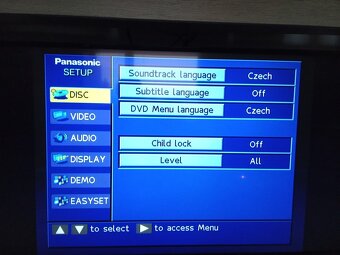 Panasonic
SETUP
DISC
VIDEO
AUDIO
DISPLAY
DEMO
EASYSET
Soundtrack language Czech
Subtitle language Off
DVD Menu language Czech
Child lock Off
Level All
▲ ▼ to select ▶ to access Menu